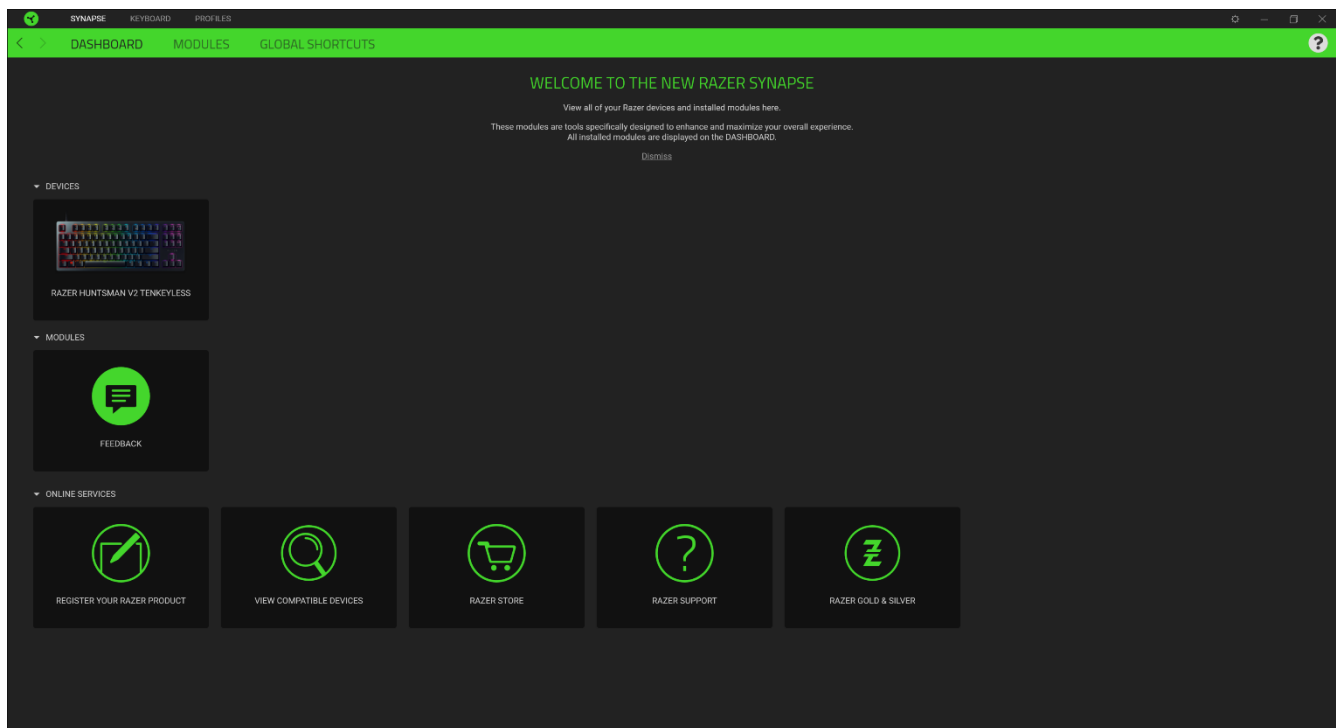 SYNAPSE KEYBOARD PROFILES
DASHBOARD MODULES GLOBAL SHORTCUTS
?
WELCOME TO THE NEW RAZER SYNAPSE
View all of your Razer devices and installed modules here.
These modules are tools specifically designed to enhance and maximize your overall experience.
All installed modules are displayed on the DASHBOARD.
Dismiss
DEVICES
RAZER HUNTSMAN V2 TENKEYLESS
MODULES
FEEDBACK
ONLINE SERVICES
REGISTER YOUR RAZER PRODUCT
VIEW COMPATIBLE DEVICES
RAZER STORE
RAZER SUPPORT
RAZER GOLD & SILVER